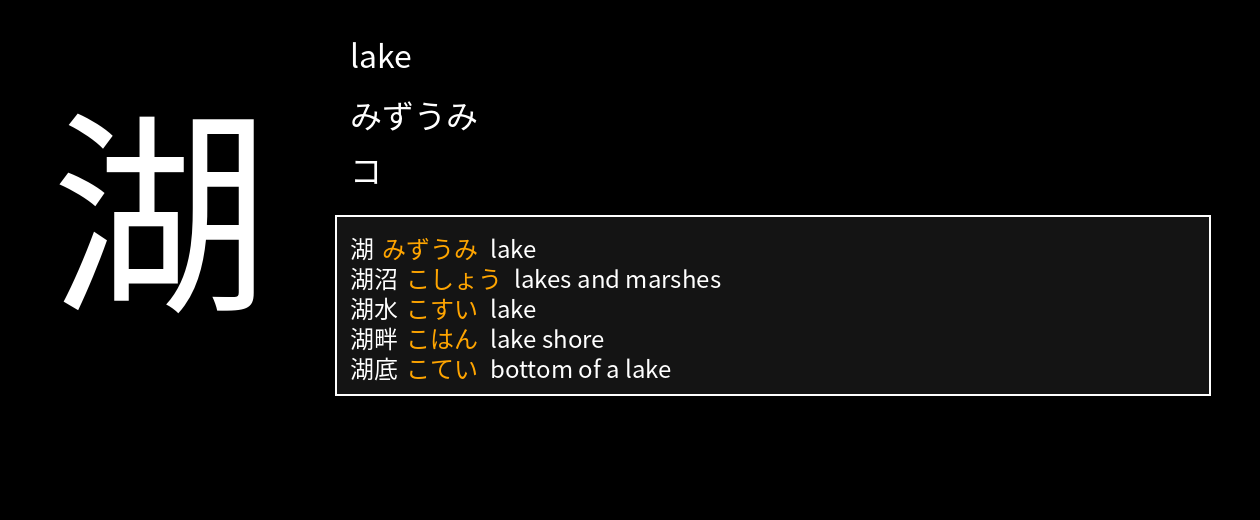 湖
lake
みずうみ
コ
湖 みずうみ lake
湖沼 こしょう lakes and marshes
湖水 こすい lake
湖畔 こはん lake shore
湖底 こてい bottom of a lake